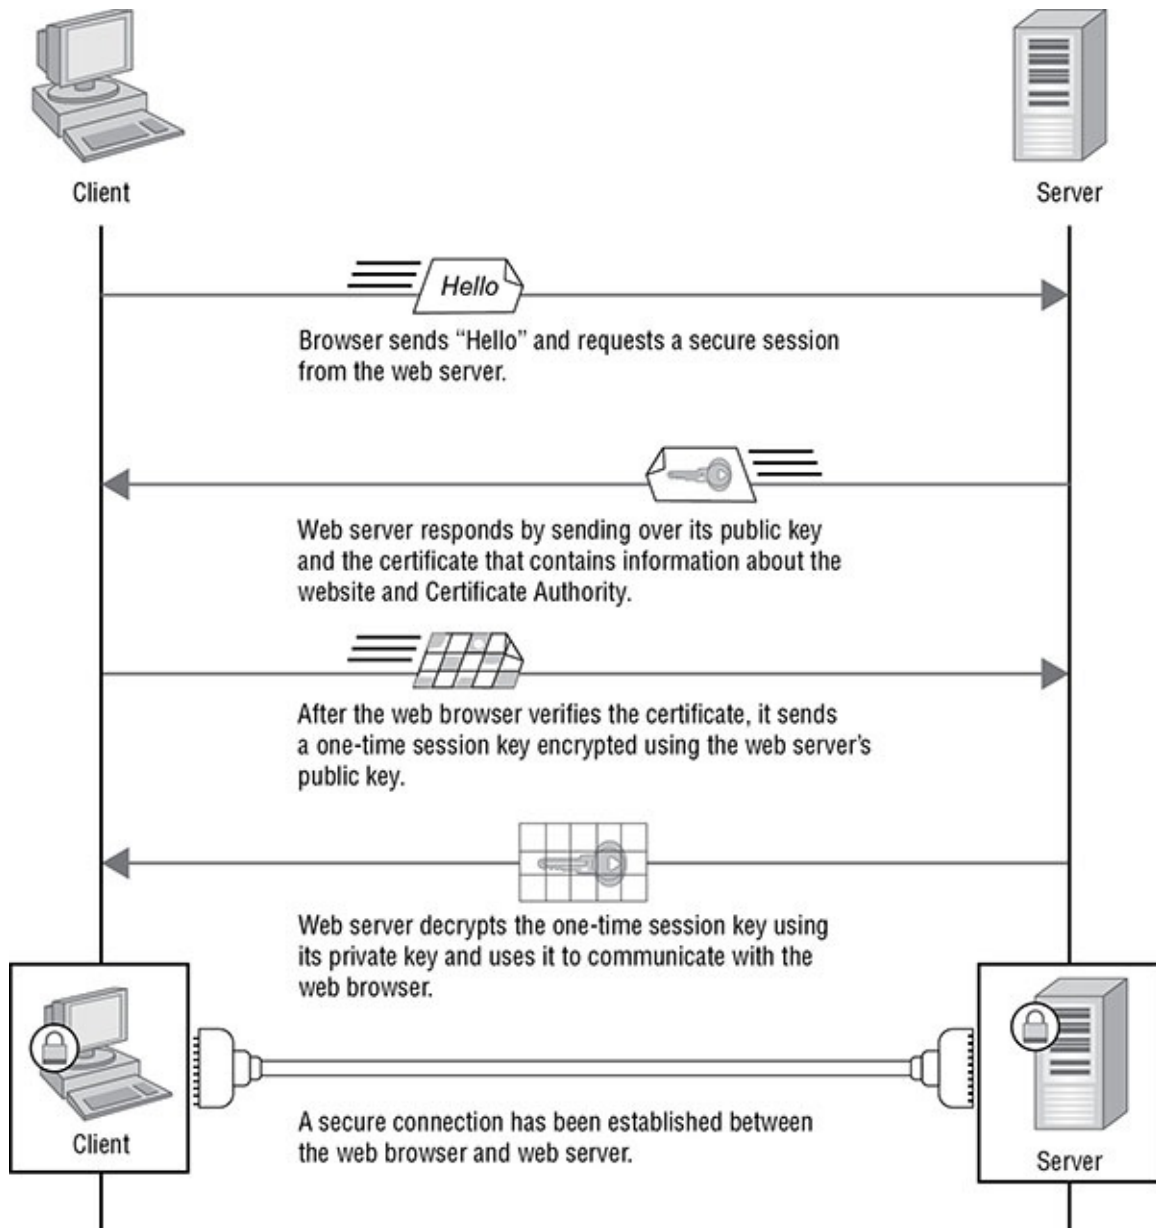 Client
Server
Hello
Browser sends “Hello” and requests a secure session
from the web server.
Web server responds by sending over its public key
and the certificate that contains information about the
website and Certificate Authority.
After the web browser verifies the certificate, it sends
a one-time session key encrypted using the web server’s
public key.
Web server decrypts the one-time session key using
its private key and uses it to communicate with the
web browser.
A secure connection has been established between
the web browser and web server.
Client
Server